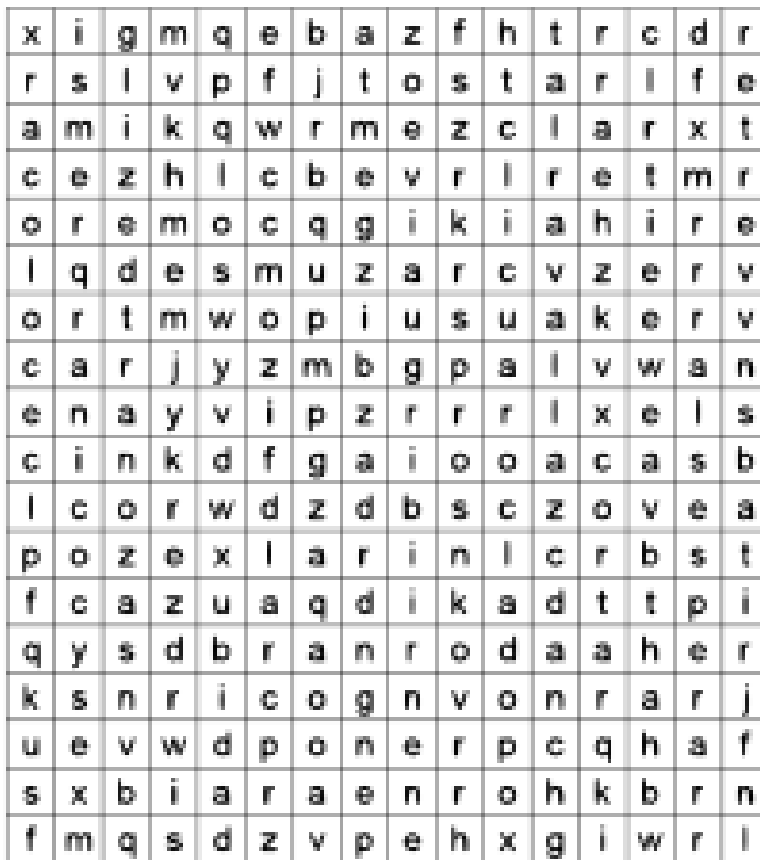 x i g m q e b a z f h t r c d r
r s l v p f j t o s t a r l f e
a m i k q w r m e z c l a r x t
c e z h l c b e v r l r e t m r
o r e m o c q g i k i a h i r e
l q d e s m u z a r c v z e r v
o r t m w o p i u s u a k e r v
c a r j y z m b g p a l v w a n
e n a y v i p z r r r l x e l s
c i n k d f g a i o o a c a s b
l c o r w d z d b s c z o v e a
p o z e x l a r i n l c r b s t
f c a z u a q d i k a d t t p i
q y s d b r a n r o d a a h e r
k s n r i c o g n v o n r a r j
u e v w d p o n e r p c q h a f
s x b i a r a e n r o h k b r n
f m q s d z v p e h x g i w r l